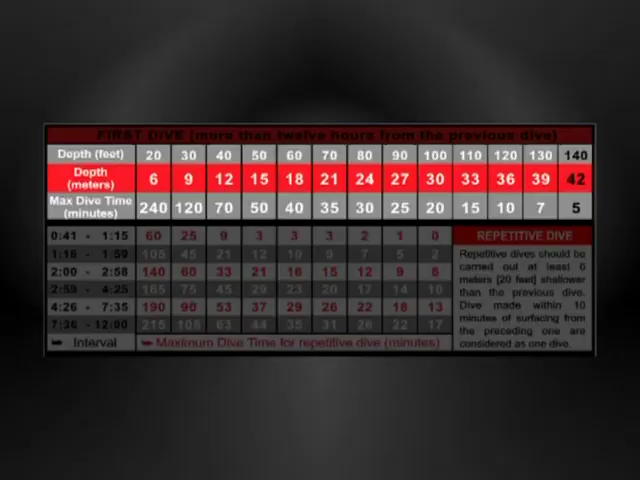 FIRST DIVE (more than twelve hours from the previous dive)
Depth (feet) 20 30 40 50 60 70 80 90 100 110 120 130 140
Depth (meters) 6 9 12 15 18 21 24 27 30 33 36 39 42
Max Dive Time (minutes) 240 120 70 50 40 35 30 25 20 15 10 7 5
0:41 - 1:15 60 25 9 3 3 3 2 1 0
1:16 - 1:59 105 45 21 12 10 9 7 5 2
2:00 - 2:58 140 60 33 21 16 15 12 9 6
2:59 - 4:25 165 75 45 29 23 20 17 14 10
4:26 - 7:35 190 90 53 37 29 26 22 18 13
7:36 - 12:00 215 105 63 44 35 31 26 22 17
Interval
Maximum Dive Time for repetitive dive (minutes)
REPETITIVE DIVE
Repetitive dives should be
carried out at least 6
meters [20 feet] shallower
than the previous dive.
Dive made within 10
minutes of surfacing from
the preceding one are
considered as one dive.